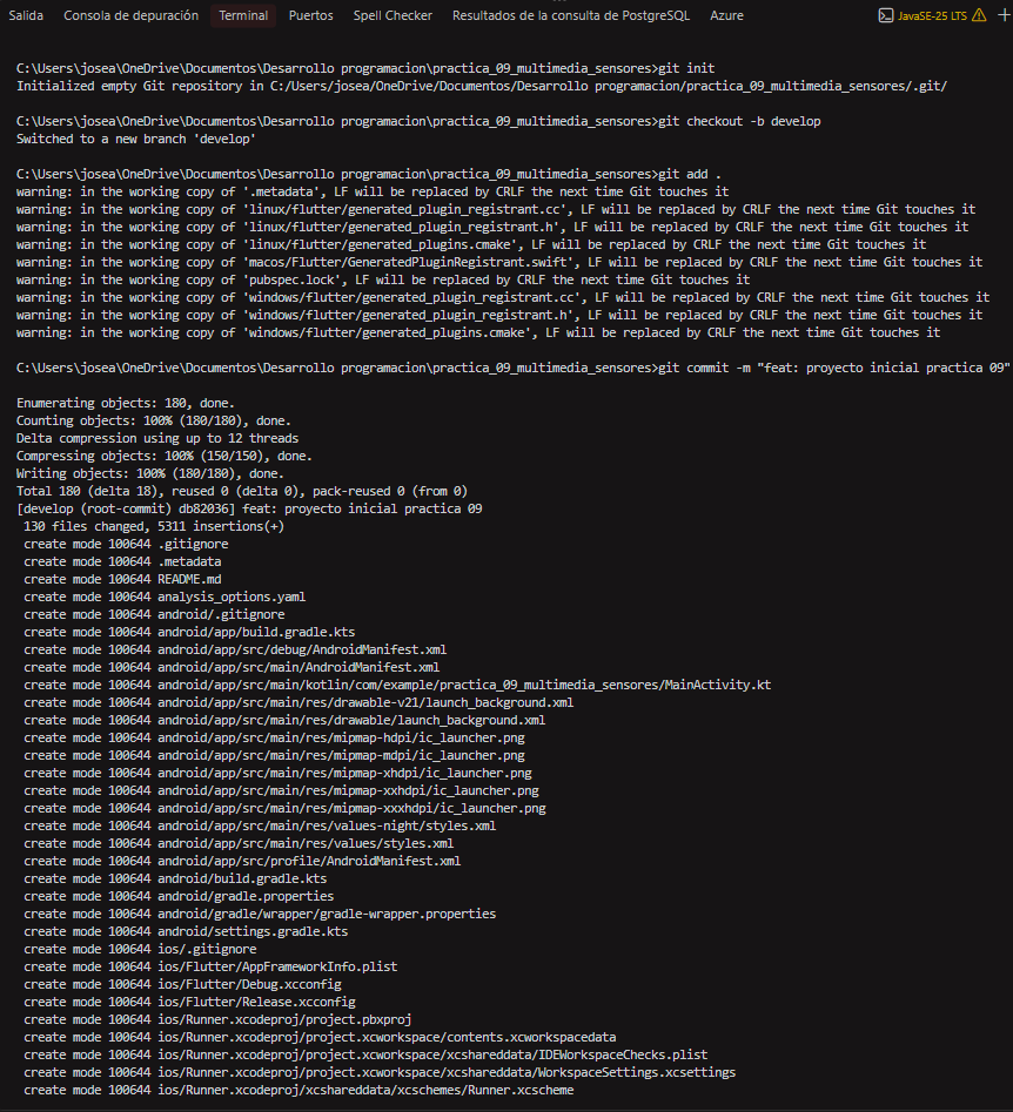 Salida Consola de depuración Terminal Puertos Spell Checker Resultados de la consulta de PostgreSQL Azure JavaSE-25 LTS
C:\Users\josea\OneDrive\Documentos\Desarrollo programacion\practica_09_multimedia_sensores>git init
Initialized empty Git repository in C:/Users/josea/OneDrive/Documentos/Desarrollo programacion/practica_09_multimedia_sensores/.git/
C:\Users\josea\OneDrive\Documentos\Desarrollo programacion\practica_09_multimedia_sensores>git checkout -b develop
Switched to a new branch 'develop'
C:\Users\josea\OneDrive\Documentos\Desarrollo programacion\practica_09_multimedia_sensores>git add .
warning: in the working copy of '.metadata', LF will be replaced by CRLF the next time Git touches it
warning: in the working copy of 'linux/flutter/generated_plugin_registrant.cc', LF will be replaced by CRLF the next time Git touches it
warning: in the working copy of 'linux/flutter/generated_plugin_registrant.h', LF will be replaced by CRLF the next time Git touches it
warning: in the working copy of 'linux/flutter/generated_plugins.cmake', LF will be replaced by CRLF the next time Git touches it
warning: in the working copy of 'macos/Flutter/GeneratedPluginRegistrant.swift', LF will be replaced by CRLF the next time Git touches it
warning: in the working copy of 'pubspec.lock', LF will be replaced by CRLF the next time Git touches it
warning: in the working copy of 'windows/flutter/generated_plugin_registrant.cc', LF will be replaced by CRLF the next time Git touches it
warning: in the working copy of 'windows/flutter/generated_plugin_registrant.h', LF will be replaced by CRLF the next time Git touches it
warning: in the working copy of 'windows/flutter/generated_plugins.cmake', LF will be replaced by CRLF the next time Git touches it
C:\Users\josea\OneDrive\Documentos\Desarrollo programacion\practica_09_multimedia_sensores>git commit -m "feat: proyecto inicial practica 09"
Enumerating objects: 180, done.
Counting objects: 100% (180/180), done.
Delta compression using up to 12 threads
Compressing objects: 100% (150/150), done.
Writing objects: 100% (180/180), done.
Total 180 (delta 18), reused 0 (delta 0), pack-reused 0 (from 0)
[develop (root-commit) db82036] feat: proyecto inicial practica 09
130 files changed, 5311 insertions(+)
create mode 100644 .gitignore
create mode 100644 .metadata
create mode 100644 README.md
create mode 100644 analysis_options.yaml
create mode 100644 android/.gitignore
create mode 100644 android/app/build.gradle.kts
create mode 100644 android/app/src/debug/AndroidManifest.xml
create mode 100644 android/app/src/main/AndroidManifest.xml
create mode 100644 android/app/src/main/kotlin/com/example/practica_09_multimedia_sensores/MainActivity.kt
create mode 100644 android/app/src/main/res/drawable-v21/launch_background.xml
create mode 100644 android/app/src/main/res/drawable/launch_background.xml
create mode 100644 android/app/src/main/res/mipmap-hdpi/ic_launcher.png
create mode 100644 android/app/src/main/res/mipmap-mdpi/ic_launcher.png
create mode 100644 android/app/src/main/res/mipmap-xhdpi/ic_launcher.png
create mode 100644 android/app/src/main/res/mipmap-xxhdpi/ic_launcher.png
create mode 100644 android/app/src/main/res/mipmap-xxxhdpi/ic_launcher.png
create mode 100644 android/app/src/main/res/values-night/styles.xml
create mode 100644 android/app/src/main/res/values/styles.xml
create mode 100644 android/app/src/profile/AndroidManifest.xml
create mode 100644 android/build.gradle.kts
create mode 100644 android/gradle.properties
create mode 100644 android/gradle/wrapper/gradle-wrapper.properties
create mode 100644 android/settings.gradle.kts
create mode 100644 ios/.gitignore
create mode 100644 ios/Flutter/AppFrameworkInfo.plist
create mode 100644 ios/Flutter/Debug.xcconfig
create mode 100644 ios/Flutter/Release.xcconfig
create mode 100644 ios/Runner.xcodeproj/project.pbxproj
create mode 100644 ios/Runner.xcodeproj/project.xcworkspace/contents.xcworkspacedata
create mode 100644 ios/Runner.xcodeproj/project.xcworkspace/xcshareddata/IDEWorkspaceChecks.plist
create mode 100644 ios/Runner.xcodeproj/project.xcworkspace/xcshareddata/WorkspaceSettings.xcsettings
create mode 100644 ios/Runner.xcodeproj/xcshareddata/xcschemes/Runner.xcscheme